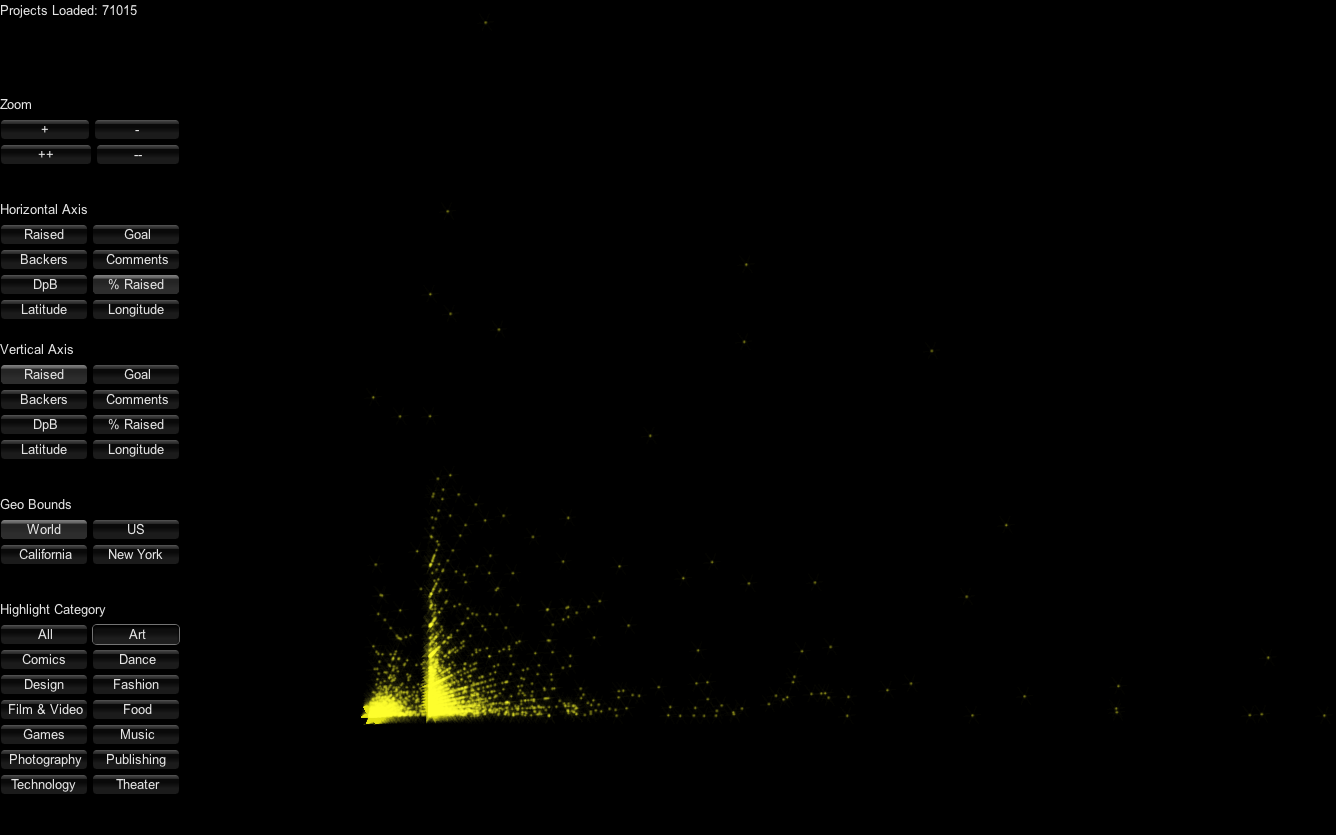 Projects Loaded: 71015
Zoom
+ -
++ --
Horizontal Axis
Raised Goal
Backers Comments
DpB % Raised
Latitude Longitude
Vertical Axis
Raised Goal
Backers Comments
DpB % Raised
Latitude Longitude
Geo Bounds
World US
California New York
Highlight Category
All Art
Comics Dance
Design Fashion
Film & Video Food
Games Music
Photography Publishing
Technology Theater